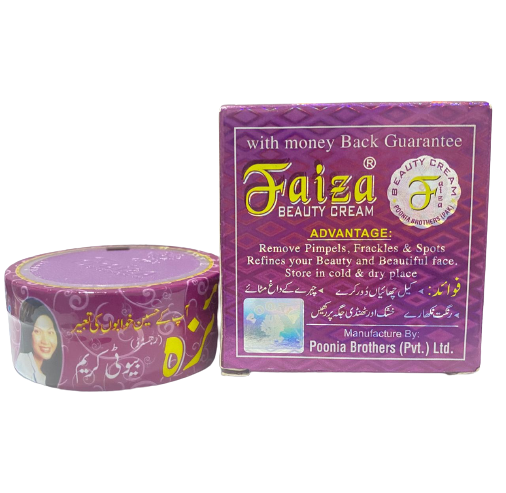 with money Back Guarantee
Faiza®
BEAUTY CREAM
BEAUTY CREAM
Faiza
POONIA BROTHERS (PAK)
ADVANTAGE:
Remove Pimpels, Frackles & Spots
Refines your Beauty and Beautiful face.
Store in cold & dry place
فوائد: کیل چھائیاں دور کرے چہرے کے داغ مٹائے
رنگت نکھارے خشک اور ٹھنڈی جگہ پر رکھیں
Manufacture By:
Poonia Brothers (Pvt.) Ltd.
آپ کے حسین خوابوں کی تعبیر
(رجسٹرڈ)
بیوٹی کریم